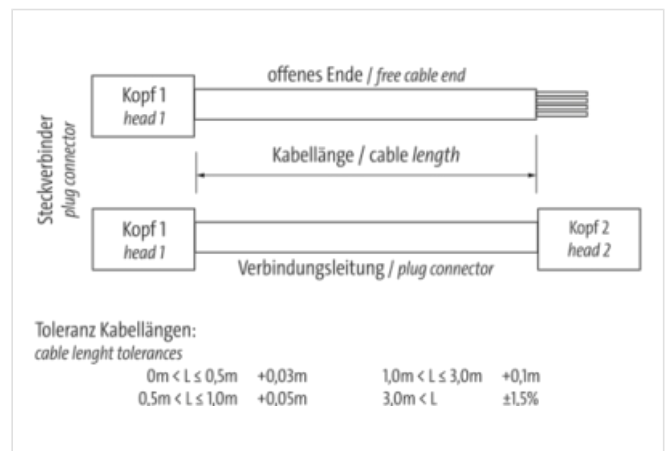 offenes Ende / free cable end
Kopf 1
head 1
Steckverbinder
plug connector
Kabellänge / cable length
Kopf 1
head 1
Kopf 2
head 2
Verbindungsleitung / plug connector
Toleranz Kabellängen:
cable lenght tolerances
0m < L ≤ 0,5m +0,03m 1,0m < L ≤ 3,0m +0,1m
0,5m < L ≤ 1,0m +0,05m 3,0m < L ±1,5%